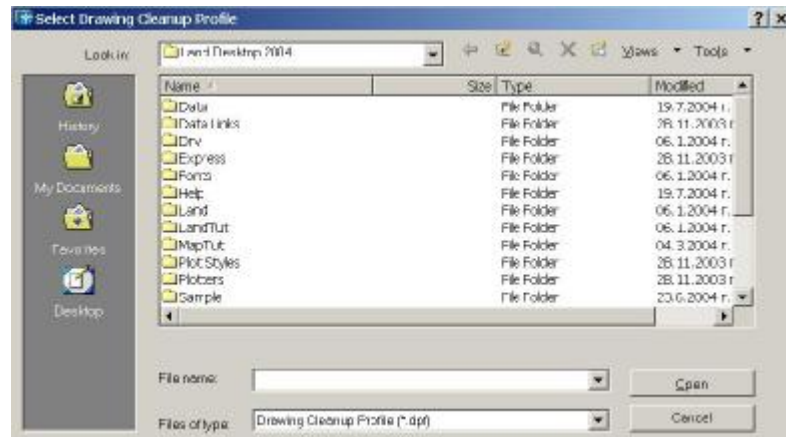 Select Drawing Cleanup Profile
Look in: Land Desktop 2004 Views Tools
Name Size Type Modified
Data File Folder 19.7.2004 г.
Data Links File Folder 28.11.2003 г
Drv File Folder 06.1.2004 г.
Express File Folder 28.11.2003 г
Fonts File Folder 06.1.2004 г.
Help File Folder 19.7.2004 г.
Land File Folder 06.1.2004 г.
LandTut File Folder 06.1.2004 г.
MapTut File Folder 04.3.2004 г.
Plot Styles File Folder 28.11.2003 г
Plotters File Folder 28.11.2003 г
Sample File Folder 23.6.2004 г.
History
My Documents
Favorites
Desktop
File name: Open
Files of type: Drawing Cleanup Profile (*.dpf) Cancel